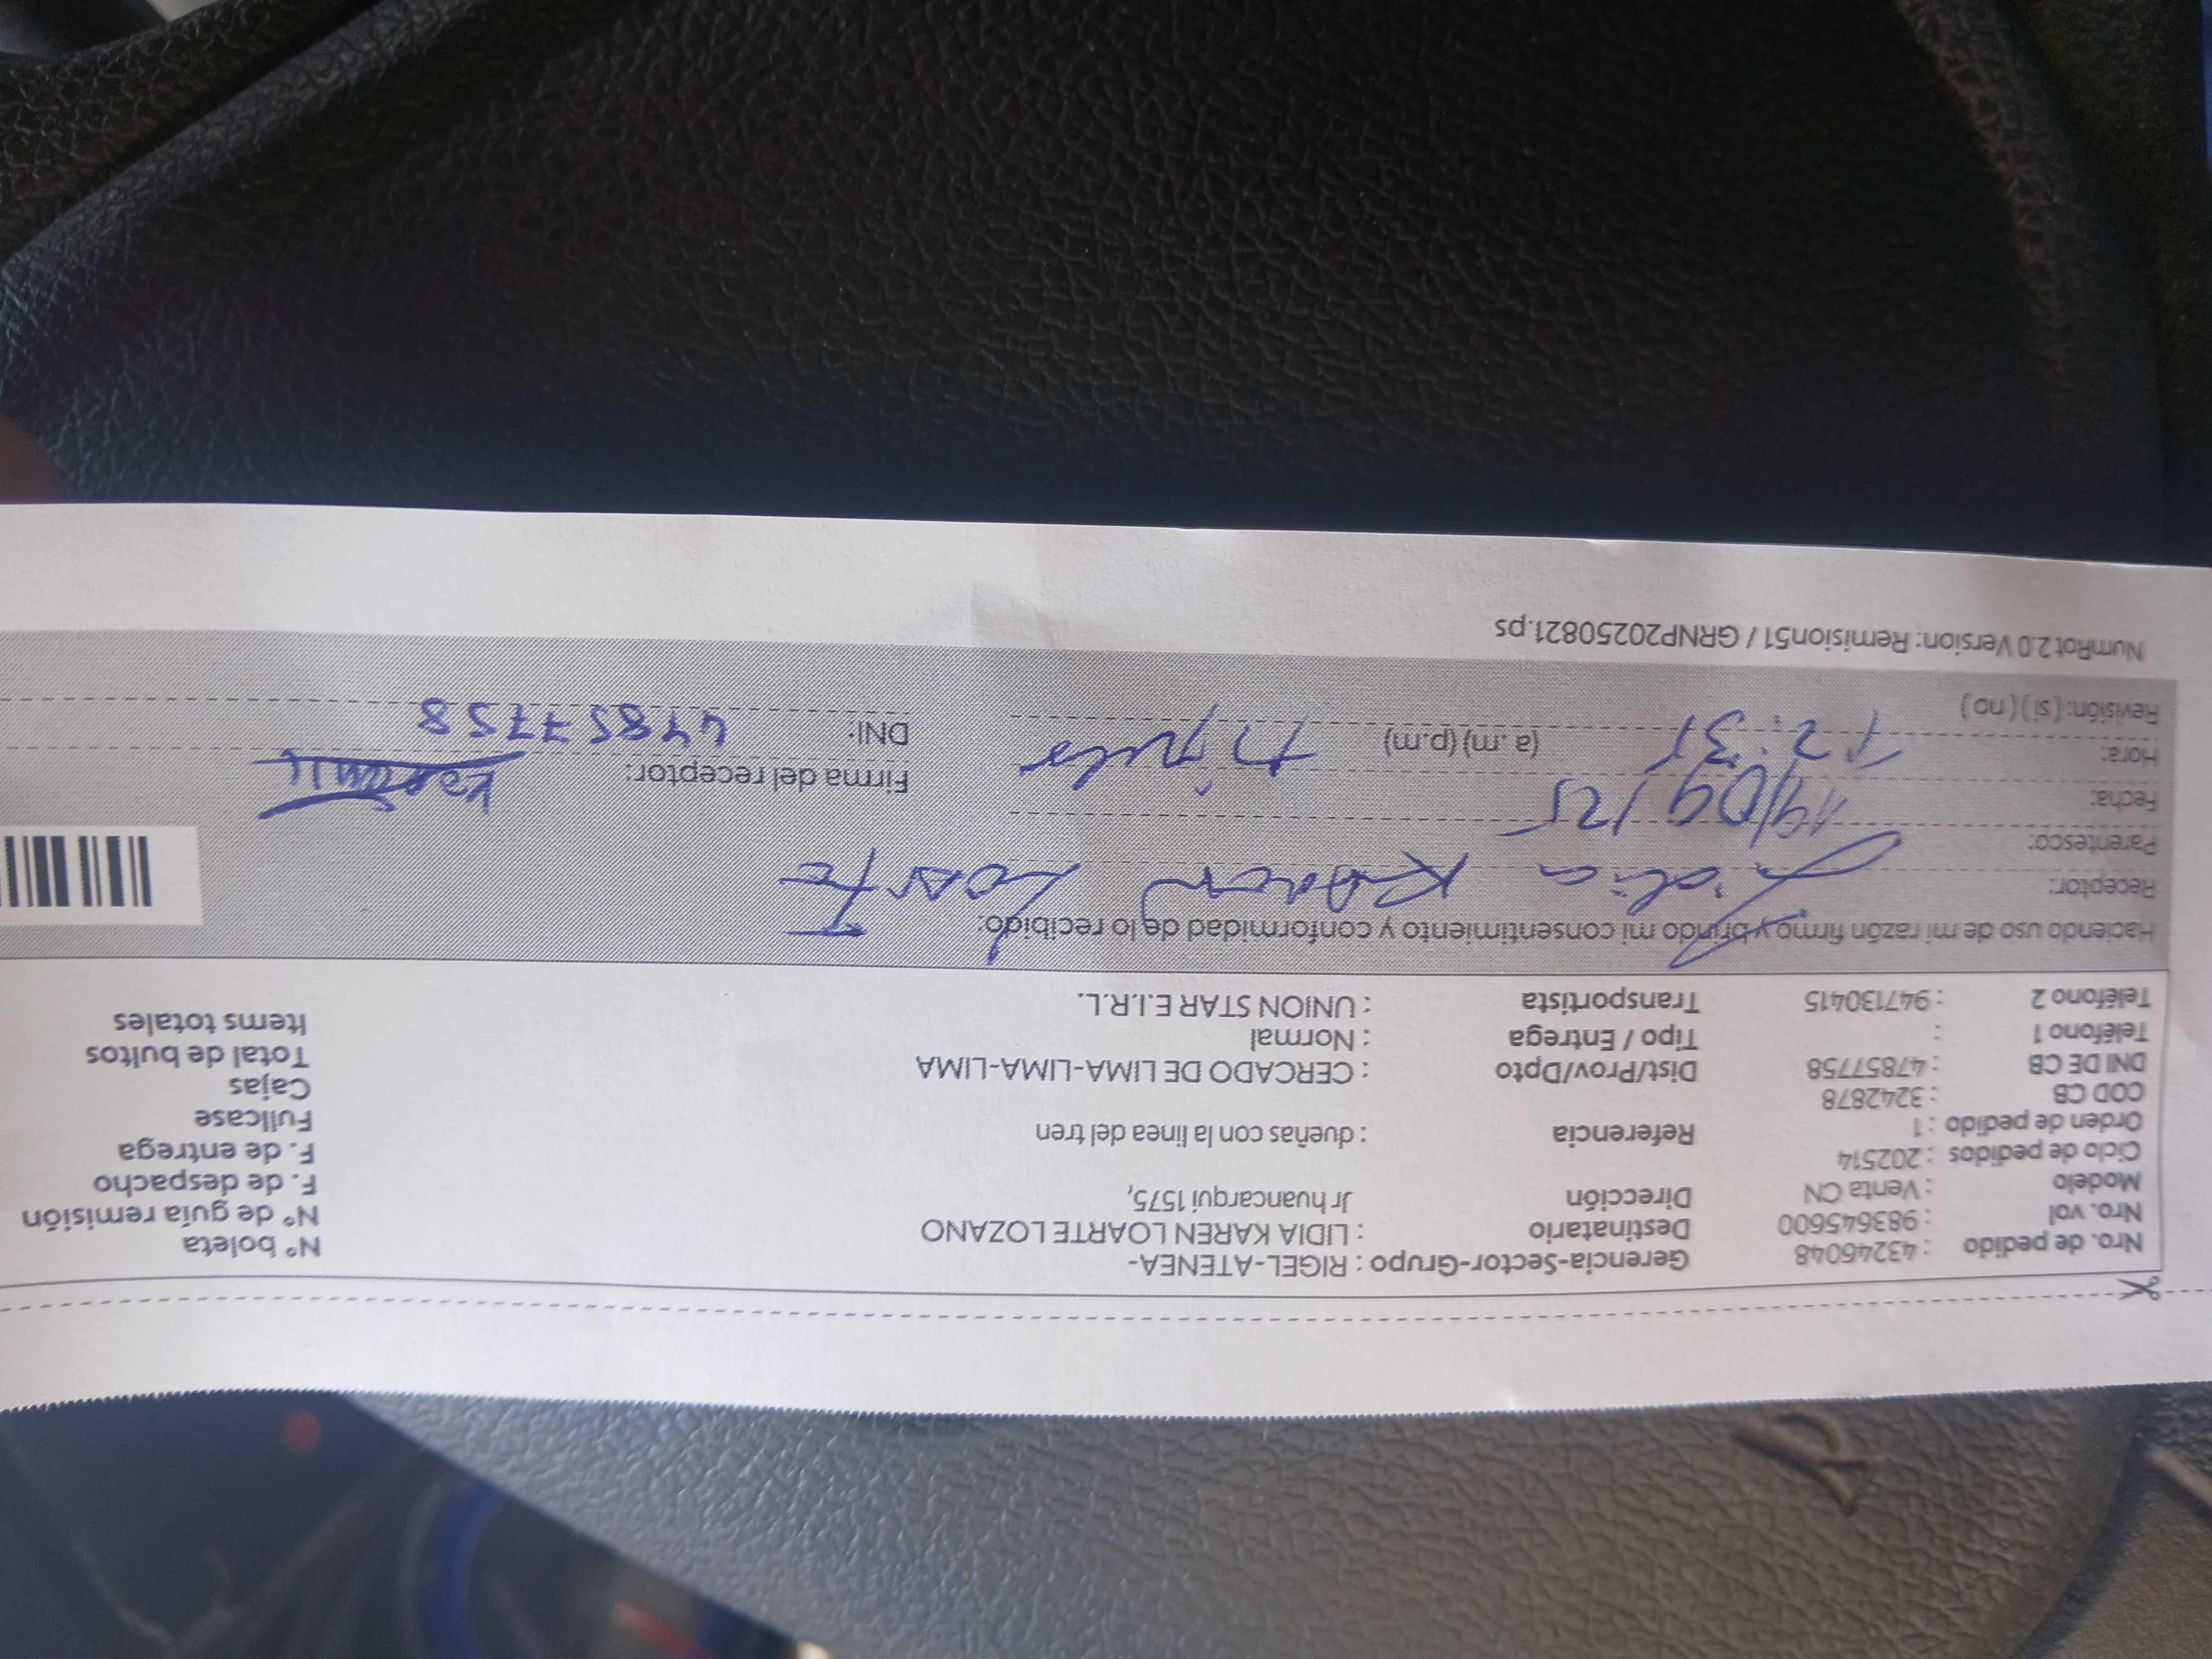 Nro. de pedido : 43246048 Gerencia-Sector-Grupo : RIGEL-ATENEA- N° boleta
Nro. vol : 983645600 Destinatario : LIDIA KAREN LOARTE LOZANO N° de guía remisión
Modelo : Venta CN Dirección Jr huancarqui 1575, F. de despacho
Ciclo de pedidos : 202514 F. de entrega
Orden de pedido : 1 Referencia : dueñas con la linea del tren Fullcase
COD CB : 3242878 Cajas
DNI DE CB : 47857758 Dist/Prov/Dpto : CERCADO DE LIMA-LIMA-LIMA Total de bultos
Teléfono 1 : Tipo / Entrega : Normal Items totales
Teléfono 2 : 947130415 Transportista : UNION STAR E.I.R.L.
Haciendo uso de mi razón firmo y brindo mi consentimiento y conformidad de lo recibido:
Receptor: Lidia Karen Loarte
Parentesco:
Fecha: 19/09/25 Firma del receptor:
Hora: 12:31 (a.m) (p.m) DNI: 47857758
Revisión: ( si ) ( no )
NumRot 2.0 Version: Remision51 / GRNP20250821.ps